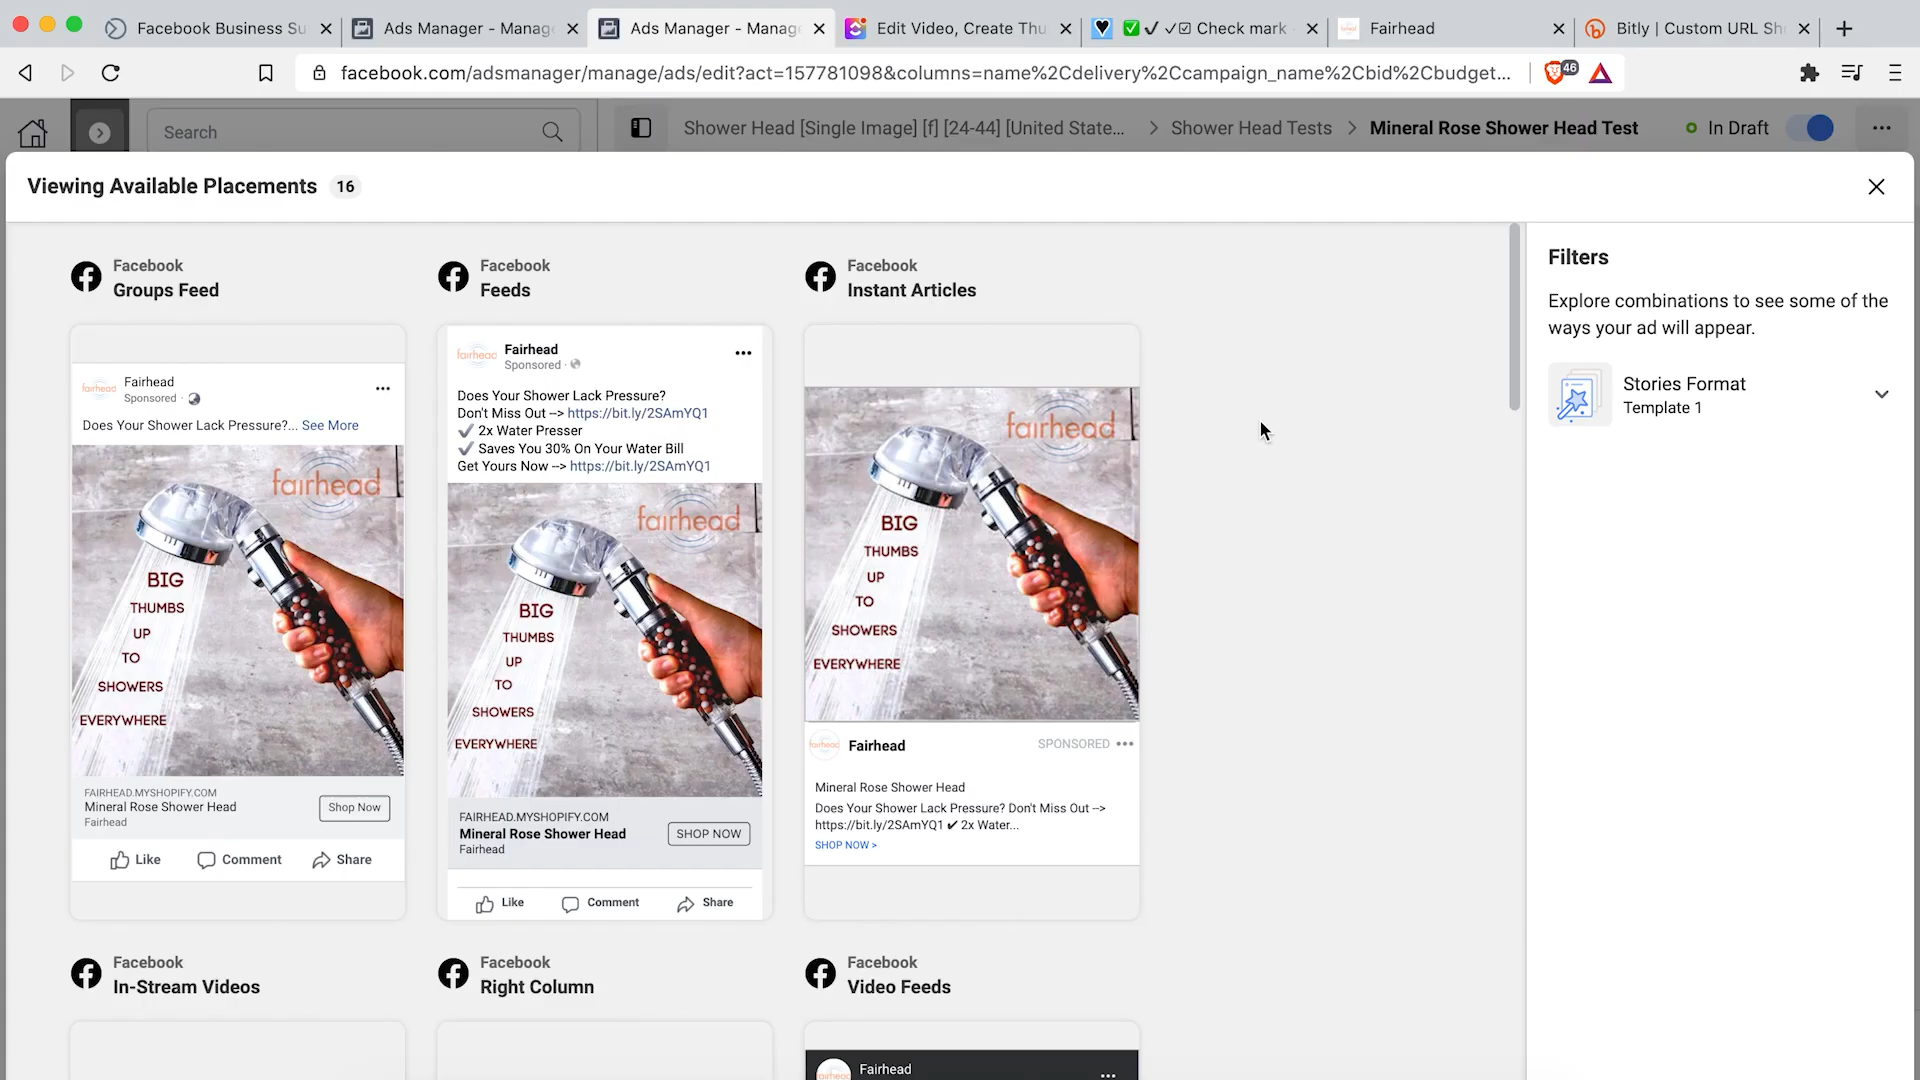 Facebook Business Su
Ads Manager - Manag
Ads Manager - Manag
Edit Video, Create Thu
Check mark
Fairhead
Bitly | Custom URL Sh
facebook.com/adsmanager/manage/ads/edit?act=157781098&columns=name%2Cdelivery%2Ccampaign_name%2Cbid%2Cbudget...
46
Search
Shower Head [Single Image] [f] [24-44] [United State...
Shower Head Tests
Mineral Rose Shower Head Test
In Draft
Viewing Available Placements 16
Facebook
Groups Feed
fairhead
Fairhead
Sponsored ·
Does Your Shower Lack Pressure?... See More
fairhead
BIG
THUMBS
UP
TO
SHOWERS
EVERYWHERE
FAIRHEAD.MYSHOPIFY.COM
Mineral Rose Shower Head
Fairhead
Shop Now
Like
Comment
Share
Facebook
Feeds
fairhead
Fairhead
Sponsored ·
Does Your Shower Lack Pressure?
Don't Miss Out --> https://bit.ly/2SAmYQ1
✔ 2x Water Presser
✔ Saves You 30% On Your Water Bill
Get Yours Now --> https://bit.ly/2SAmYQ1
fairhead
BIG
THUMBS
UP
TO
SHOWERS
EVERYWHERE
FAIRHEAD.MYSHOPIFY.COM
Mineral Rose Shower Head
Fairhead
SHOP NOW
Like
Comment
Share
Facebook
Instant Articles
fairhead
BIG
THUMBS
UP
TO
SHOWERS
EVERYWHERE
fairhead
Fairhead
SPONSORED
Mineral Rose Shower Head
Does Your Shower Lack Pressure? Don't Miss Out -->
https://bit.ly/2SAmYQ1 ✔ 2x Water...
SHOP NOW >
Facebook
In-Stream Videos
Facebook
Right Column
Facebook
Video Feeds
fairhead
Fairhead
Filters
Explore combinations to see some of the
ways your ad will appear.
Stories Format
Template 1